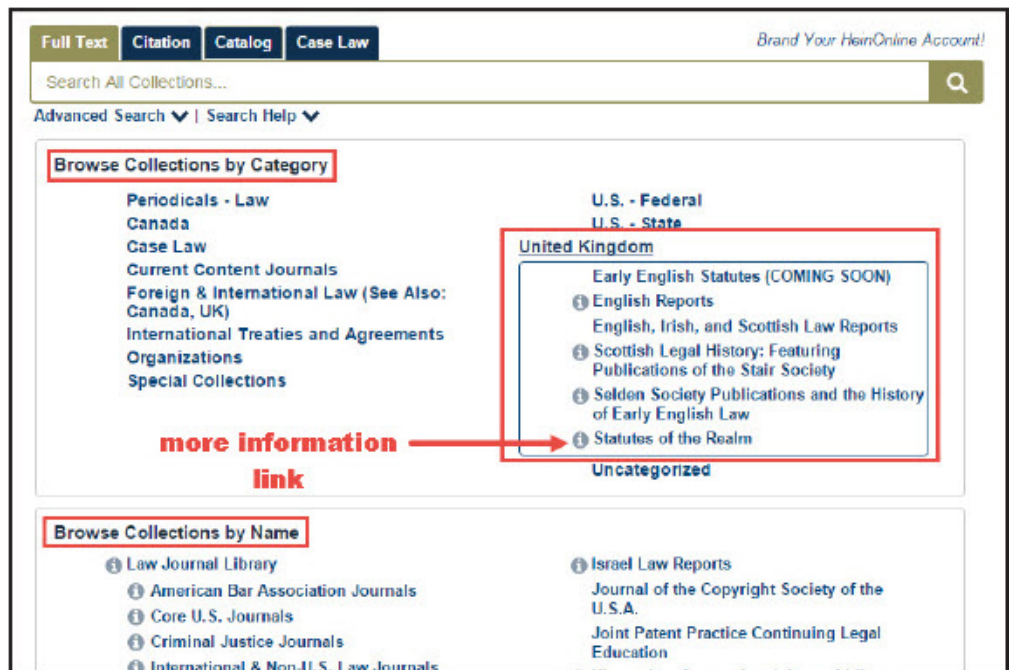 Full Text Citation Catalog Case Law
Brand Your HeinOnline Account!
Search All Collections...
Advanced Search | Search Help
Browse Collections by Category
Periodicals - Law
Canada
Case Law
Current Content Journals
Foreign & International Law (See Also:
Canada, UK)
International Treaties and Agreements
Organizations
Special Collections
U.S. - Federal
U.S. - State
United Kingdom
Early English Statutes (COMING SOON)
English Reports
English, Irish, and Scottish Law Reports
Scottish Legal History: Featuring
Publications of the Stair Society
Selden Society Publications and the History
of Early English Law
Statutes of the Realm
Uncategorized
more information
link
Browse Collections by Name
Law Journal Library
American Bar Association Journals
Core U.S. Journals
Criminal Justice Journals
International & Non-U.S. Law Journals
Israel Law Reports
Journal of the Copyright Society of the
U.S.A.
Joint Patent Practice Continuing Legal
Education